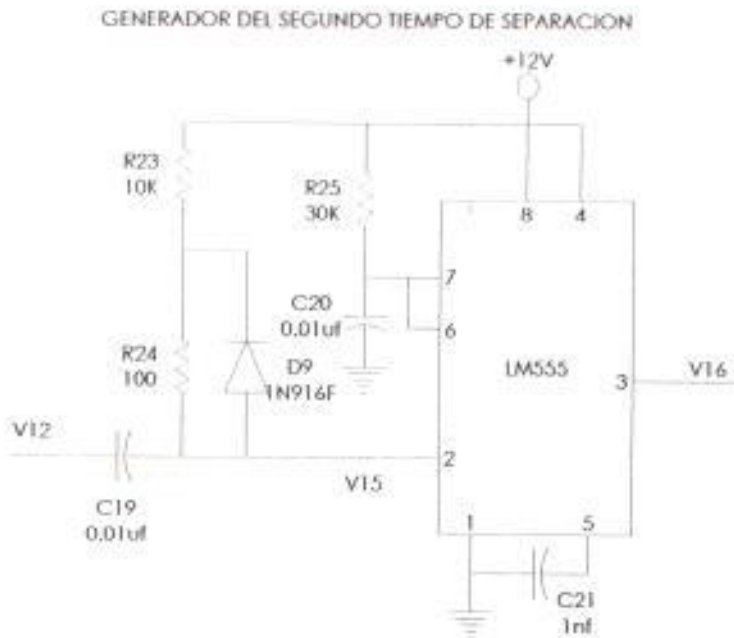 GENERADOR DEL SEGUNDO TIEMPO DE SEPARACION
+12V
R23
10K
R25
30K
8
4
7
C20
0,01uf
6
R24
100
D9
1N916F
LM555
3
V16
V12
2
V15
C19
0,01uf
1
5
C21
1nf